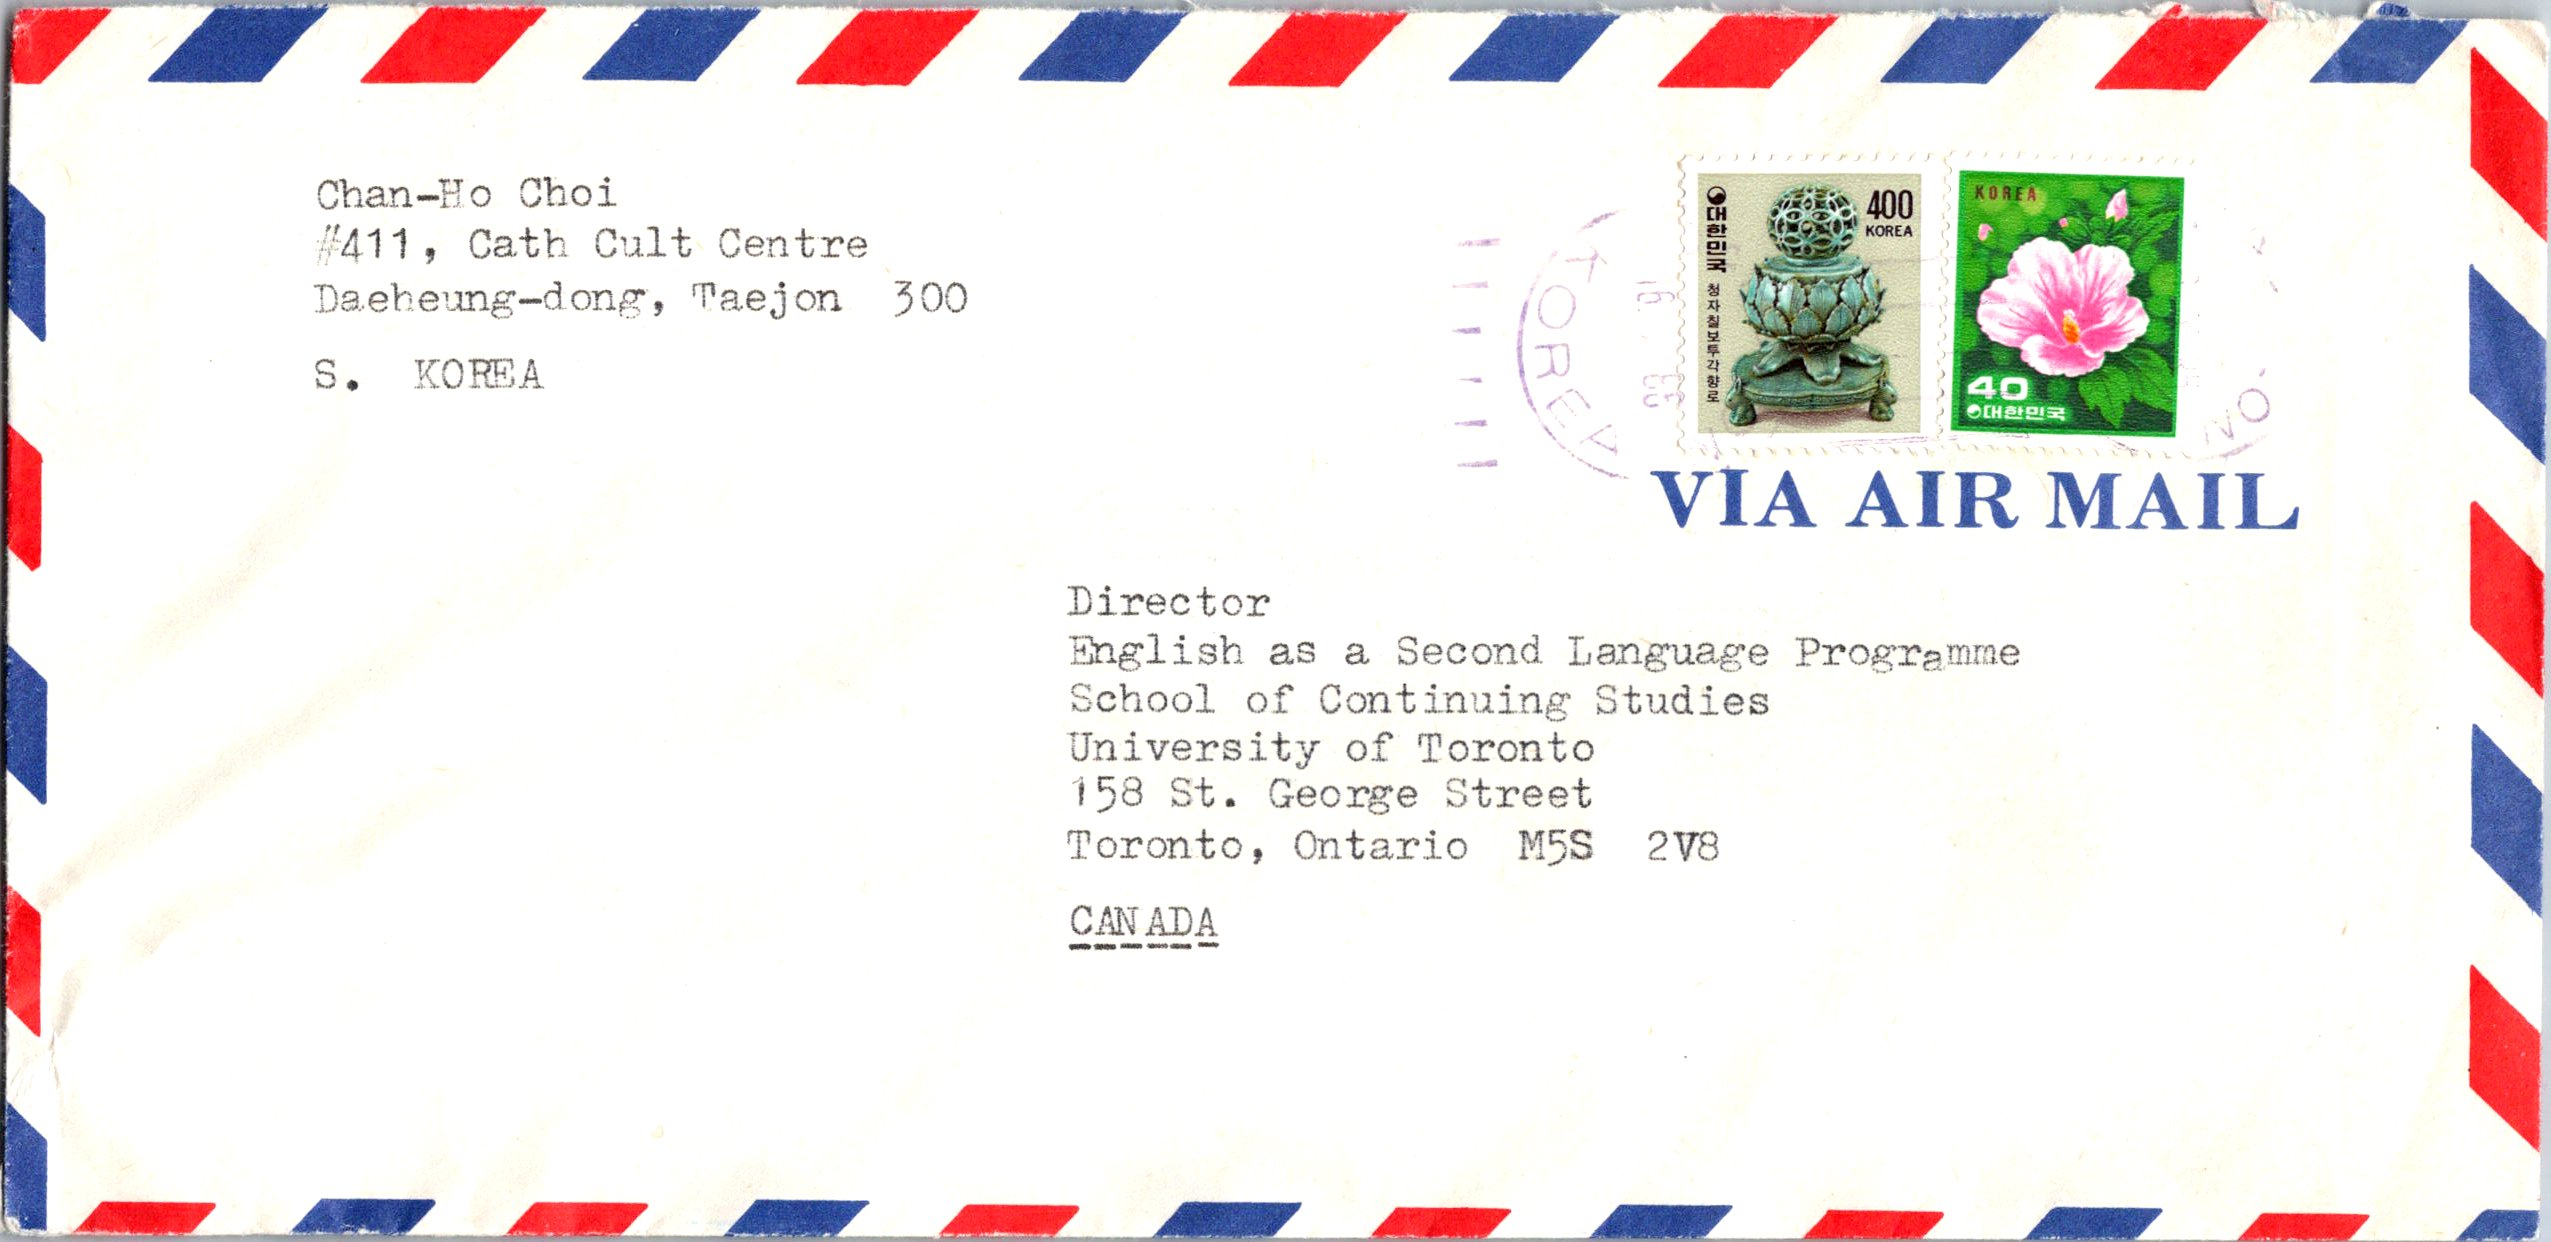 Chan-Ho Choi
#411, Cath Cult Centre
Daeheung-dong, Taejon 300
S. KOREA
대한민국
청자칠보투각향로
400
KOREA
KOREA
40
대한민국
KOREA
VIA AIR MAIL
Director
English as a Second Language Programme
School of Continuing Studies
University of Toronto
158 St. George Street
Toronto, Ontario M5S 2V8
CANADA